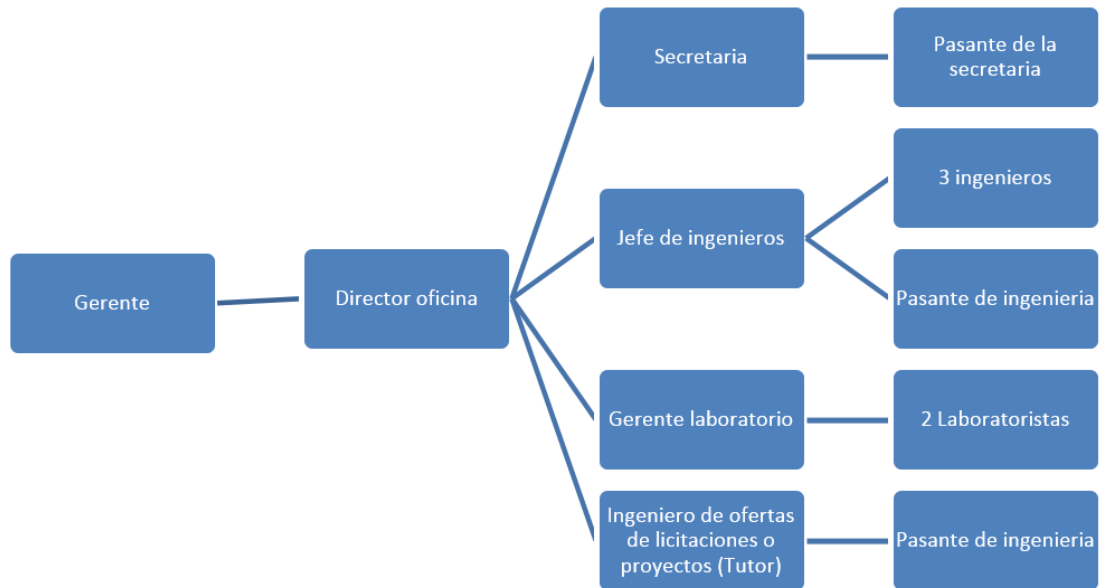 Gerente
Director oficina
Secretaria
Pasante de la
secretaria
Jefe de ingenieros
3 ingenieros
Pasante de ingenieria
Gerente laboratorio
2 Laboratoristas
Ingeniero de ofertas
de licitaciones o
proyectos (Tutor)
Pasante de ingenieria